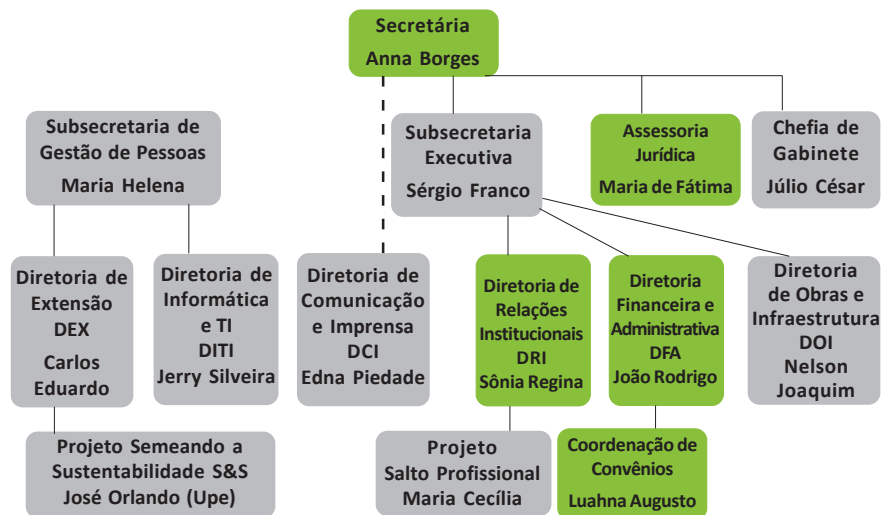 Secretária
Anna Borges
Subsecretaria de
Gestão de Pessoas
Maria Helena
Subsecretaria
Executiva
Sérgio Franco
Assessoria
Jurídica
Maria de Fátima
Chefia de
Gabinete
Júlio César
Diretoria de
Extensão
DEX
Carlos
Eduardo
Diretoria de
Informática
e TI
DITI
Jerry Silveira
Diretoria de
Comunicação
e Imprensa
DCI
Edna Piedade
Diretoria de
Relações
Institucionais
DRI
Sônia Regina
Diretoria
Financeira e
Administrativa
DFA
João Rodrigo
Diretoria
de Obras e
Infraestrutura
DOI
Nelson
Joaquim
Projeto Semeando a
Sustentabilidade S&S
José Orlando (Upe)
Projeto
Salto Profissional
Maria Cecília
Coordenação de
Convênios
Luahna Augusto